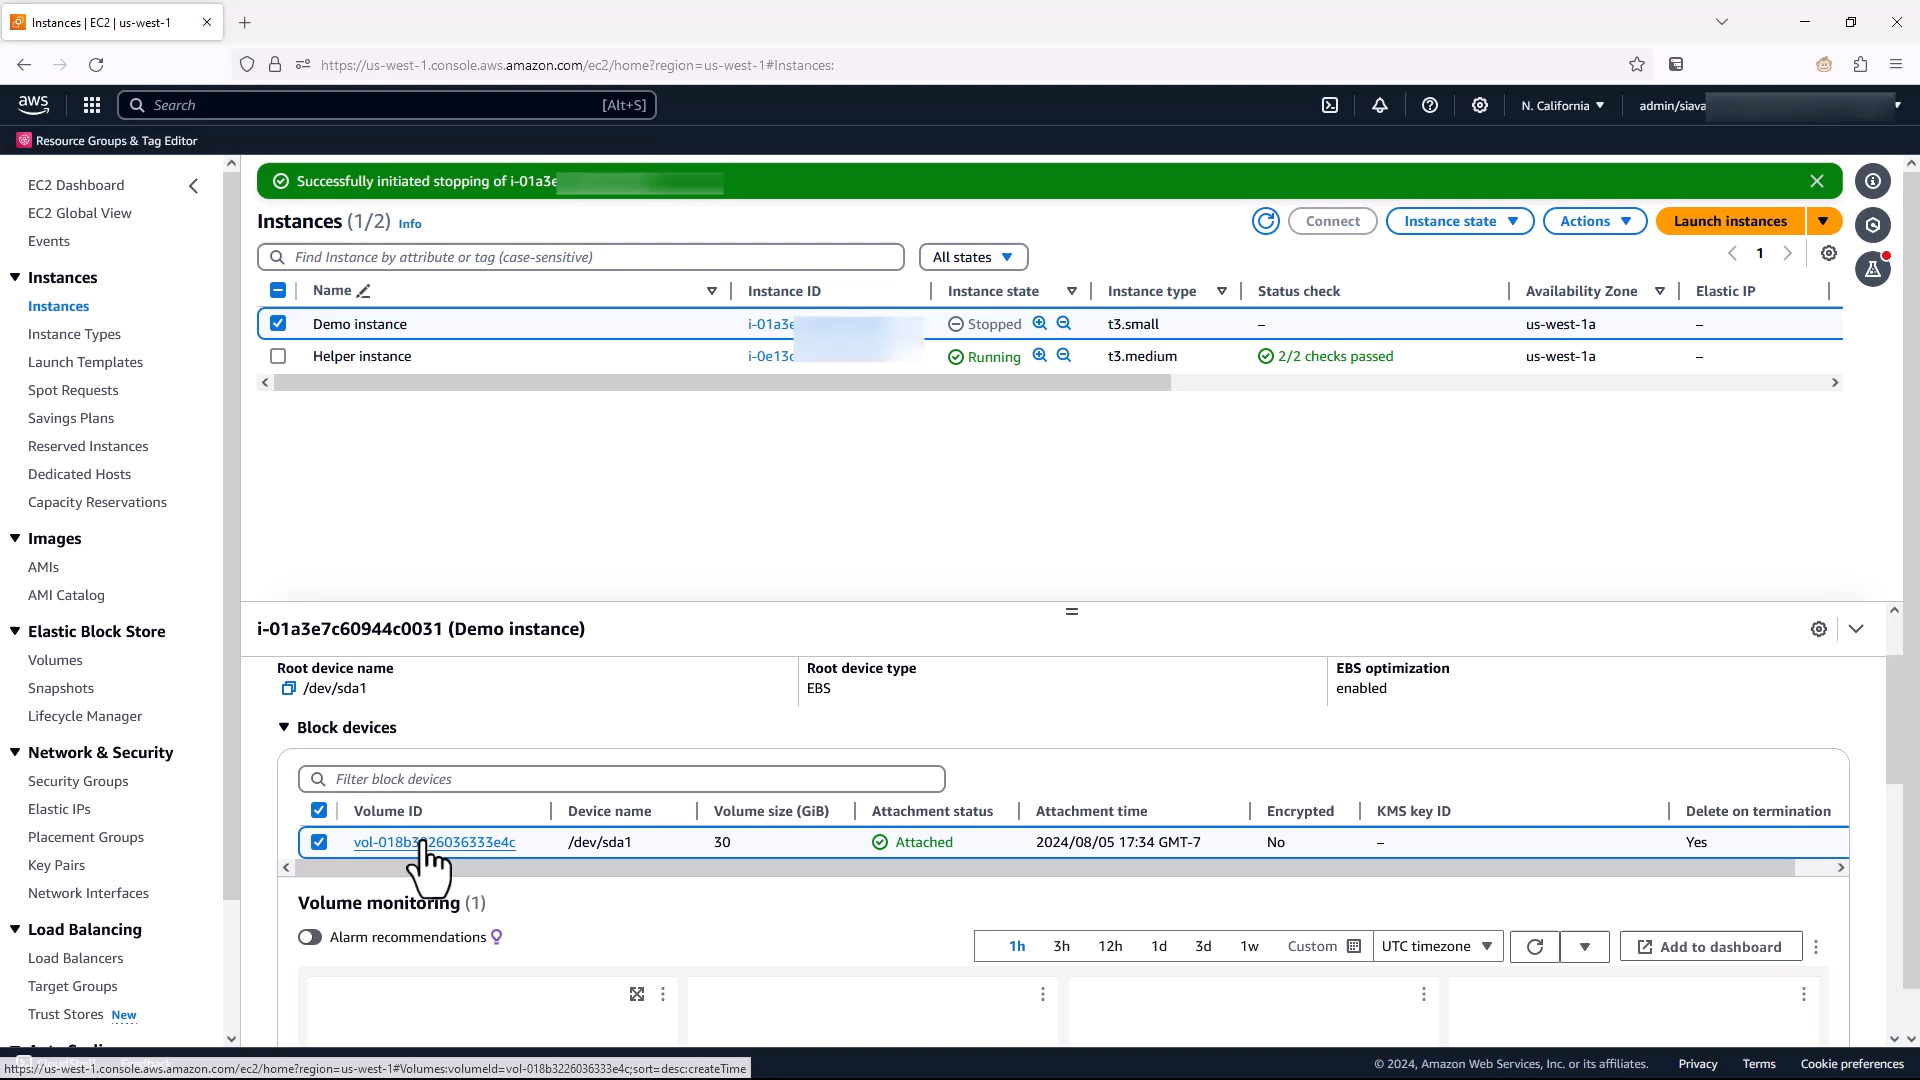 Instances | EC2 | us-west-1
https://us-west-1.console.aws.amazon.com/ec2/home?region=us-west-1#Instances:
aws
Search
[Alt+S]
N. California
admin/siava
Resource Groups & Tag Editor
EC2 Dashboard
EC2 Global View
Events
Instances
Instances
Instance Types
Launch Templates
Spot Requests
Savings Plans
Reserved Instances
Dedicated Hosts
Capacity Reservations
Images
AMIs
AMI Catalog
Elastic Block Store
Volumes
Snapshots
Lifecycle Manager
Network & Security
Security Groups
Elastic IPs
Placement Groups
Key Pairs
Network Interfaces
Load Balancing
Load Balancers
Target Groups
Trust Stores New
Successfully initiated stopping of i-01a3e
Instances (1/2) Info
Connect
Instance state
Actions
Launch instances
Find Instance by attribute or tag (case-sensitive)
All states
1
Name Instance ID Instance state Instance type Status check Availability Zone Elastic IP
Demo instance i-01a3e Stopped t3.small – us-west-1a –
Helper instance i-0e13c Running t3.medium 2/2 checks passed us-west-1a –
i-01a3e7c60944c0031 (Demo instance)
Root device name Root device type EBS optimization
/dev/sda1 EBS enabled
Block devices
Filter block devices
Volume ID Device name Volume size (GiB) Attachment status Attachment time Encrypted KMS key ID Delete on termination
vol-018b3226036333e4c /dev/sda1 30 Attached 2024/08/05 17:34 GMT-7 No – Yes
Volume monitoring (1)
Alarm recommendations
1h 3h 12h 1d 3d 1w Custom UTC timezone Add to dashboard
https://us-west-1.console.aws.amazon.com/ec2/home?region=us-west-1#Volumes:volumeId=vol-018b3226036333e4c;sort=desc:createTime
© 2024, Amazon Web Services, Inc. or its affiliates. Privacy Terms Cookie preferences